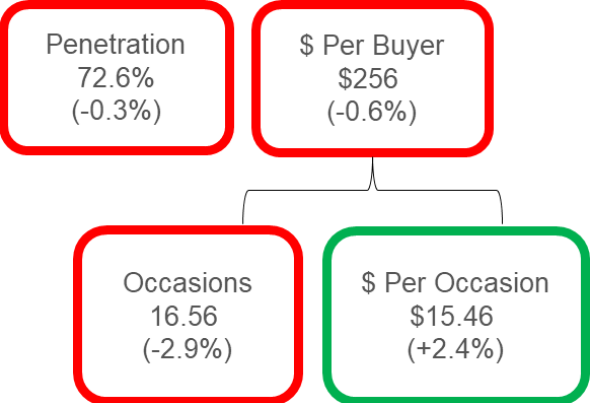 Penetration
72.6%
(-0.3%)
$ Per Buyer
$256
(-0.6%)
Occasions
16.56
(-2.9%)
$ Per Occasion
$15.46
(+2.4%)